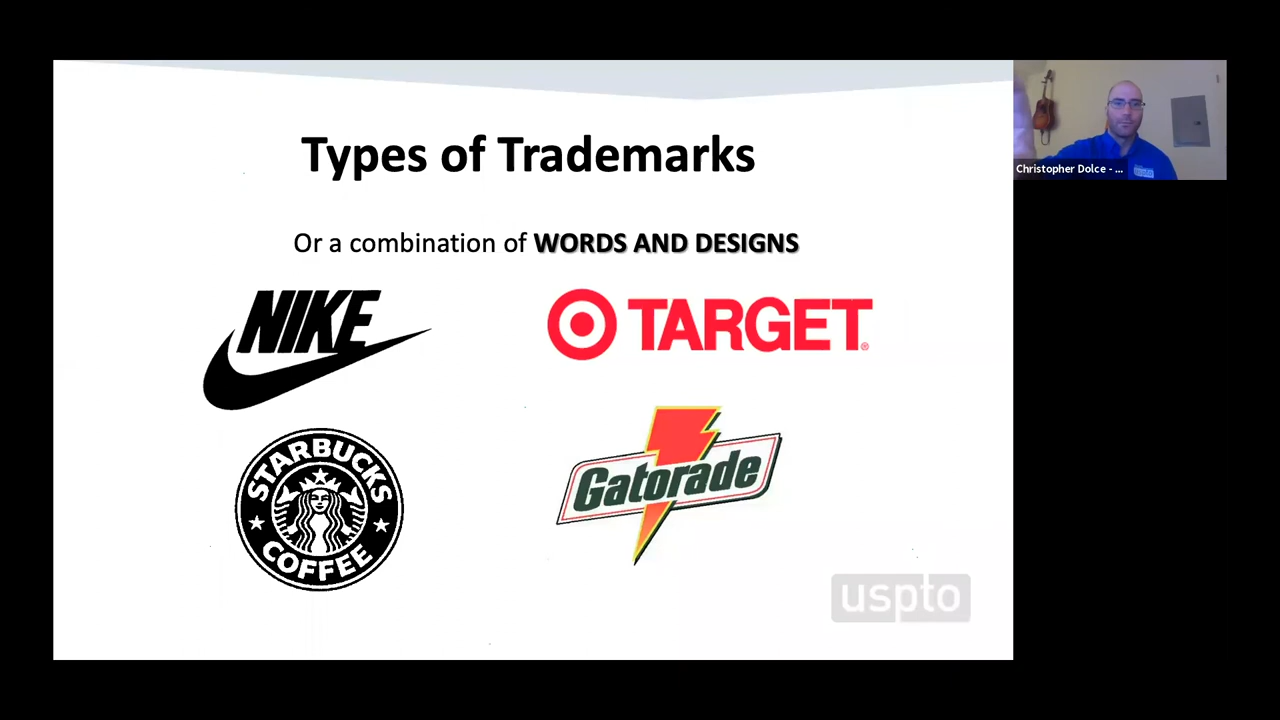 Types of Trademarks
Or a combination of WORDS AND DESIGNS
NIKE
TARGET®
STARBUCKS
COFFEE
Gatorade
uspto
Christopher Dolce - ...